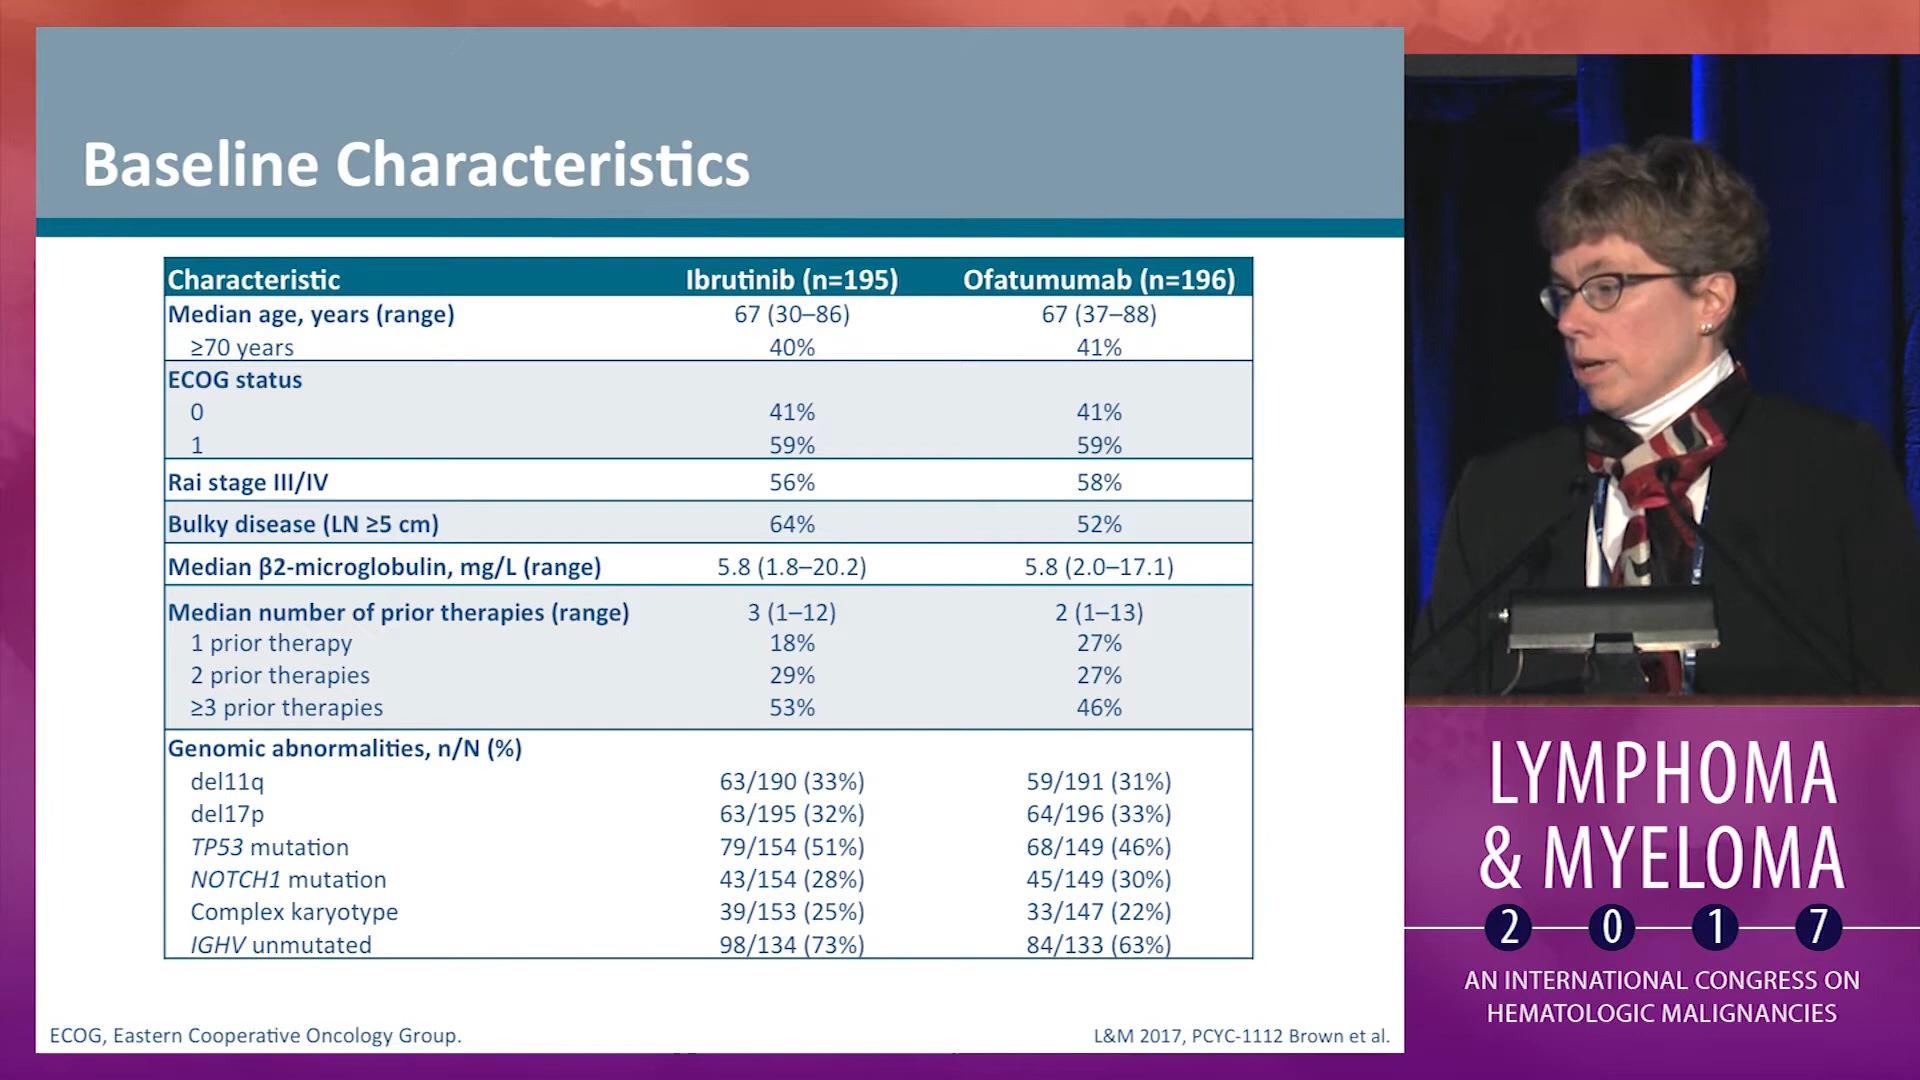 Baseline Characteristics
Characteristic Ibrutinib (n=195) Ofatumumab (n=196)
Median age, years (range) 67 (30–86) 67 (37–88)
≥70 years 40% 41%
ECOG status
0 41% 41%
1 59% 59%
Rai stage III/IV 56% 58%
Bulky disease (LN ≥5 cm) 64% 52%
Median β2-microglobulin, mg/L (range) 5.8 (1.8–20.2) 5.8 (2.0–17.1)
Median number of prior therapies (range) 3 (1–12) 2 (1–13)
1 prior therapy 18% 27%
2 prior therapies 29% 27%
≥3 prior therapies 53% 46%
Genomic abnormalities, n/N (%)
del11q 63/190 (33%) 59/191 (31%)
del17p 63/195 (32%) 64/196 (33%)
TP53 mutation 79/154 (51%) 68/149 (46%)
NOTCH1 mutation 43/154 (28%) 45/149 (30%)
Complex karyotype 39/153 (25%) 33/147 (22%)
IGHV unmutated 98/134 (73%) 84/133 (63%)
ECOG, Eastern Cooperative Oncology Group.
L&M 2017, PCYC-1112 Brown et al.
LYMPHOMA
& MYELOMA
2 0 1 7
AN INTERNATIONAL CONGRESS ON
HEMATOLOGIC MALIGNANCIES